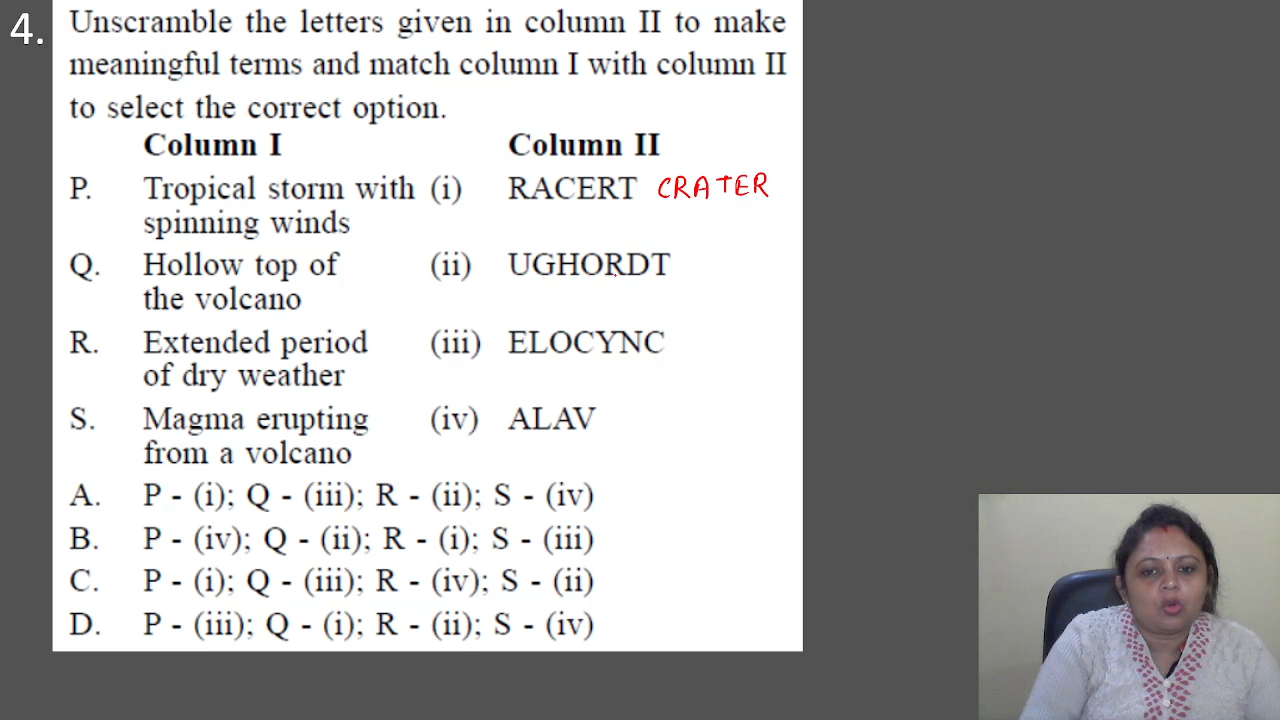 4.
Unscramble the letters given in column II to make
meaningful terms and match column I with column II
to select the correct option.
Column I Column II
P. Tropical storm with (i) RACERT CRATER
spinning winds
Q. Hollow top of (ii) UGHORDT
the volcano
R. Extended period (iii) ELOCYNC
of dry weather
S. Magma erupting (iv) ALAV
from a volcano
A. P - (i); Q - (iii); R - (ii); S - (iv)
B. P - (iv); Q - (ii); R - (i); S - (iii)
C. P - (i); Q - (iii); R - (iv); S - (ii)
D. P - (iii); Q - (i); R - (ii); S - (iv)